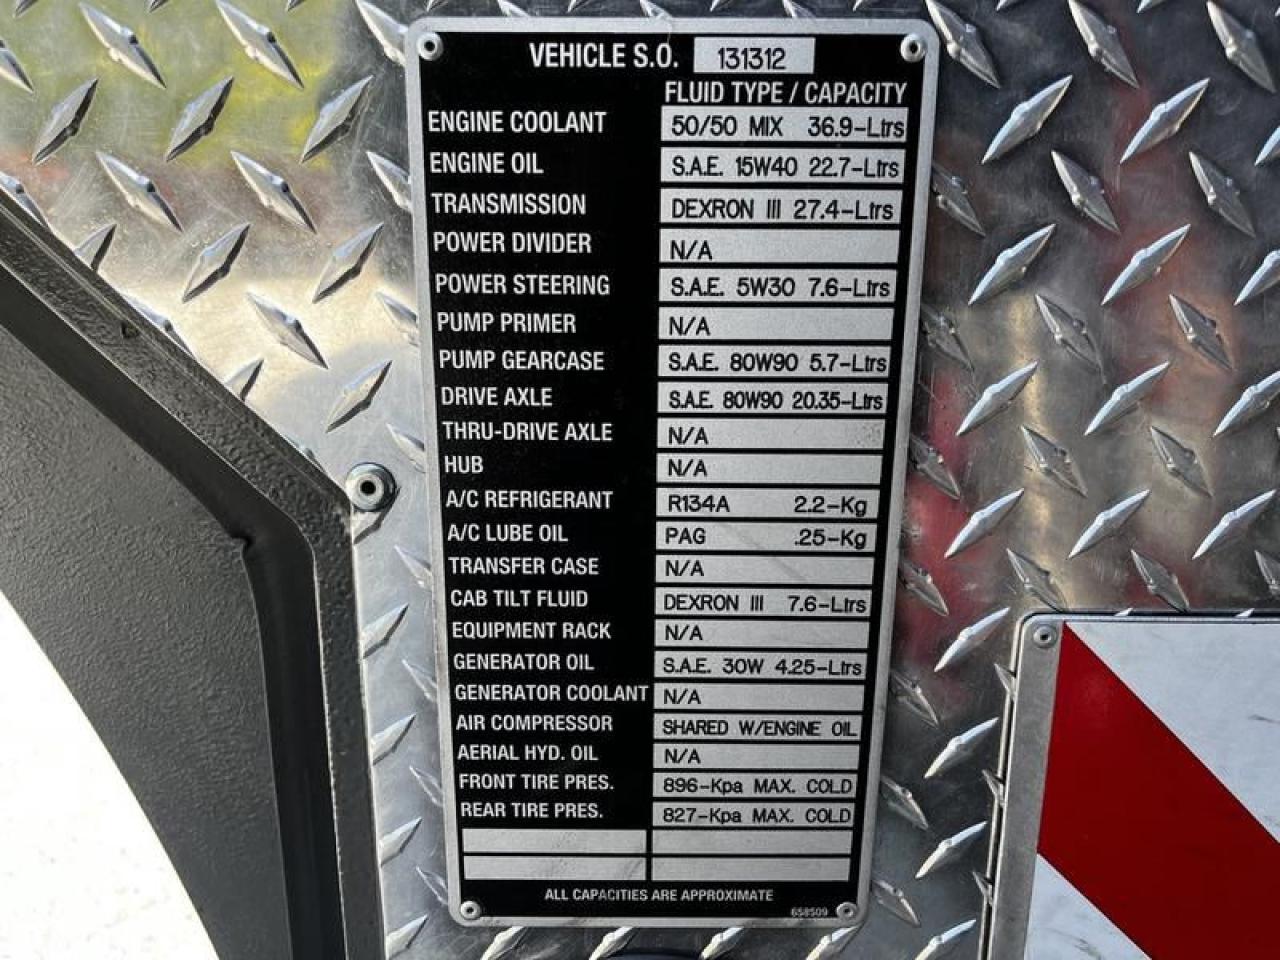 VEHICLE S.O. 131312
FLUID TYPE / CAPACITY
ENGINE COOLANT 50/50 MIX 36.9-Ltrs
ENGINE OIL S.A.E. 15W40 22.7-Ltrs
TRANSMISSION DEXRON III 27.4-Ltrs
POWER DIVIDER N/A
POWER STEERING S.A.E. 5W30 7.6-Ltrs
PUMP PRIMER N/A
PUMP GEARCASE S.A.E. 80W90 5.7-Ltrs
DRIVE AXLE S.A.E. 80W90 20.35-Ltrs
THRU-DRIVE AXLE N/A
HUB N/A
A/C REFRIGERANT R134A 2.2-Kg
A/C LUBE OIL PAG .25-Kg
TRANSFER CASE N/A
CAB TILT FLUID DEXRON III 7.6-Ltrs
EQUIPMENT RACK N/A
GENERATOR OIL S.A.E. 30W 4.25-Ltrs
GENERATOR COOLANT N/A
AIR COMPRESSOR SHARED W/ENGINE OIL
AERIAL HYD. OIL N/A
FRONT TIRE PRES. 896-Kpa MAX. COLD
REAR TIRE PRES. 827-Kpa MAX. COLD
ALL CAPACITIES ARE APPROXIMATE
658509